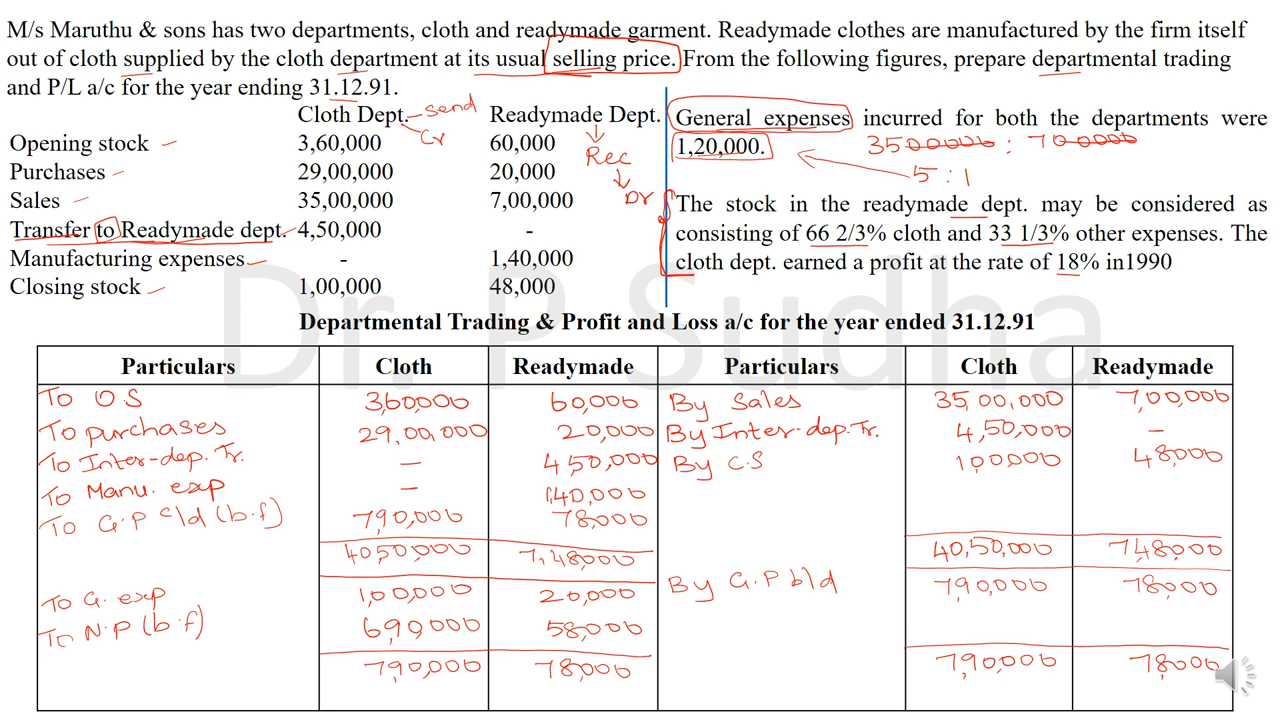 M/s Maruthu & sons has two departments, cloth and readymade garment. Readymade clothes are manufactured by the firm itself
out of cloth supplied by the cloth department at its usual selling price. From the following figures, prepare departmental trading
and P/L a/c for the year ending 31.12.91.
Cloth Dept. - send Readymade Dept.
Cr
Opening stock 3,60,000 60,000
Rec
Purchases 29,00,000 20,000
Sales 35,00,000 7,00,000
Dr
Transfer to Readymade dept. 4,50,000 -
Manufacturing expenses - 1,40,000
Closing stock 1,00,000 48,000
General expenses incurred for both the departments were
1,20,000. 3500000 : 700000
5 : 1
The stock in the readymade dept. may be considered as
consisting of 66 2/3% cloth and 33 1/3% other expenses. The
cloth dept. earned a profit at the rate of 18% in1990
Dr. P Sudha
Departmental Trading & Profit and Loss a/c for the year ended 31.12.91
Particulars Cloth Readymade Particulars Cloth Readymade
To O.S 3,60,000 60,000 By Sales 35,00,000 7,00,000
To purchases 29,00,000 20,000 By Inter-dep. Tr. 4,50,000 -
To Inter-dep. Tr. - 4,50,000 By C.S 1,00,000 48,000
To Manu. exp - 1,40,000
To G.P c/d (b.f) 7,90,000 78,000
40,50,000 7,48,000 40,50,000 7,48,000
By G.P b/d 7,90,000 78,000
To G. exp 1,00,000 20,000
To N.P (b.f) 6,90,000 58,000
7,90,000 78,000 7,90,000 78,000